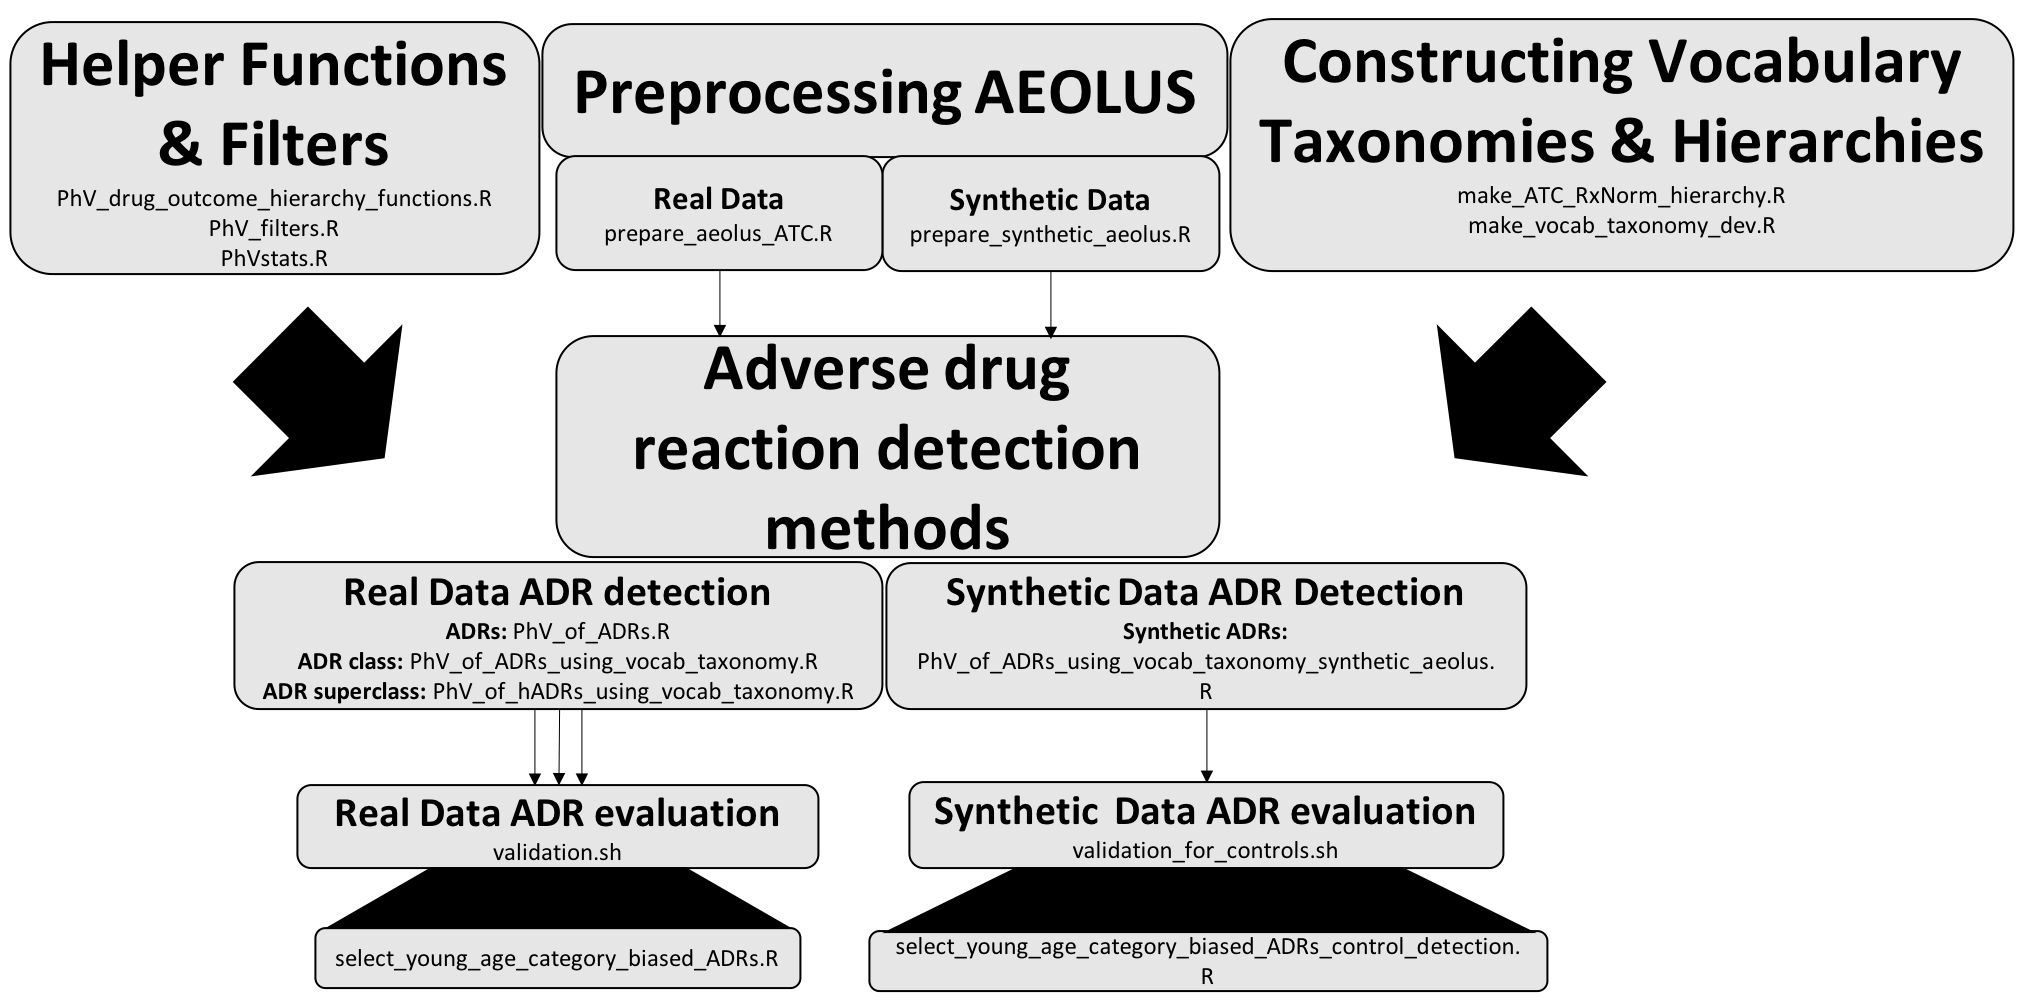 Helper Functions
& Filters
PhV_drug_outcome_hierarchy_functions.R
PhV_filters.R
PhVstats.R
Preprocessing AEOLUS
Real Data
prepare_aeolus_ATC.R
Synthetic Data
prepare_synthetic_aeolus.R
Constructing Vocabulary
Taxonomies & Hierarchies
make_ATC_RxNorm_hierarchy.R
make_vocab_taxonomy_dev.R
Adverse drug
reaction detection
methods
Real Data ADR detection
ADRs: PhV_of_ADRs.R
ADR class: PhV_of_ADRs_using_vocab_taxonomy.R
ADR superclass: PhV_of_hADRs_using_vocab_taxonomy.R
Synthetic Data ADR Detection
Synthetic ADRs:
PhV_of_ADRs_using_vocab_taxonomy_synthetic_aeolus.
R
Real Data ADR evaluation
validation.sh
Synthetic Data ADR evaluation
validation_for_controls.sh
select_young_age_category_biased_ADRs.R
select_young_age_category_biased_ADRs_control_detection.
R